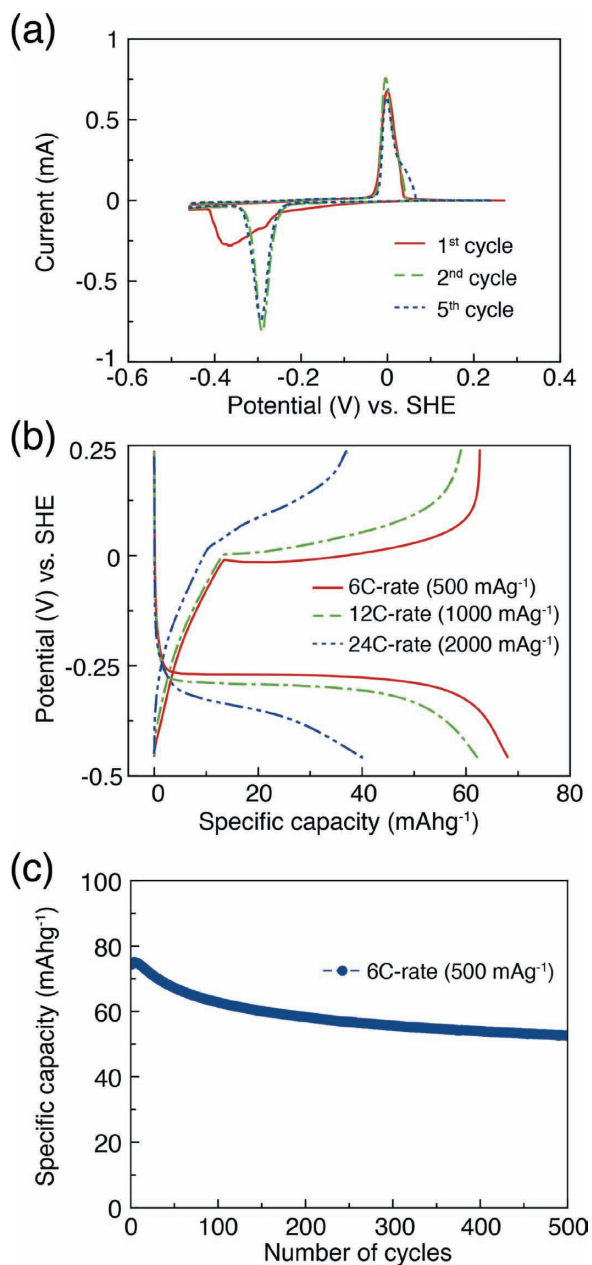 (a)
1
0.5
0
-0.5
-1
Current (mA)
1st cycle
2nd cycle
5th cycle
-0.6
-0.4
-0.2
0
0.2
0.4
Potential (V) vs. SHE
(b)
0.25
0
-0.25
-0.5
Potential (V) vs. SHE
6C-rate (500 mAg-1)
12C-rate (1000 mAg-1)
24C-rate (2000 mAg-1)
0
20
40
60
80
Specific capacity (mAhg-1)
(c)
100
80
60
40
20
0
Specific capacity (mAhg-1)
6C-rate (500 mAg-1)
0
100
200
300
400
500
Number of cycles